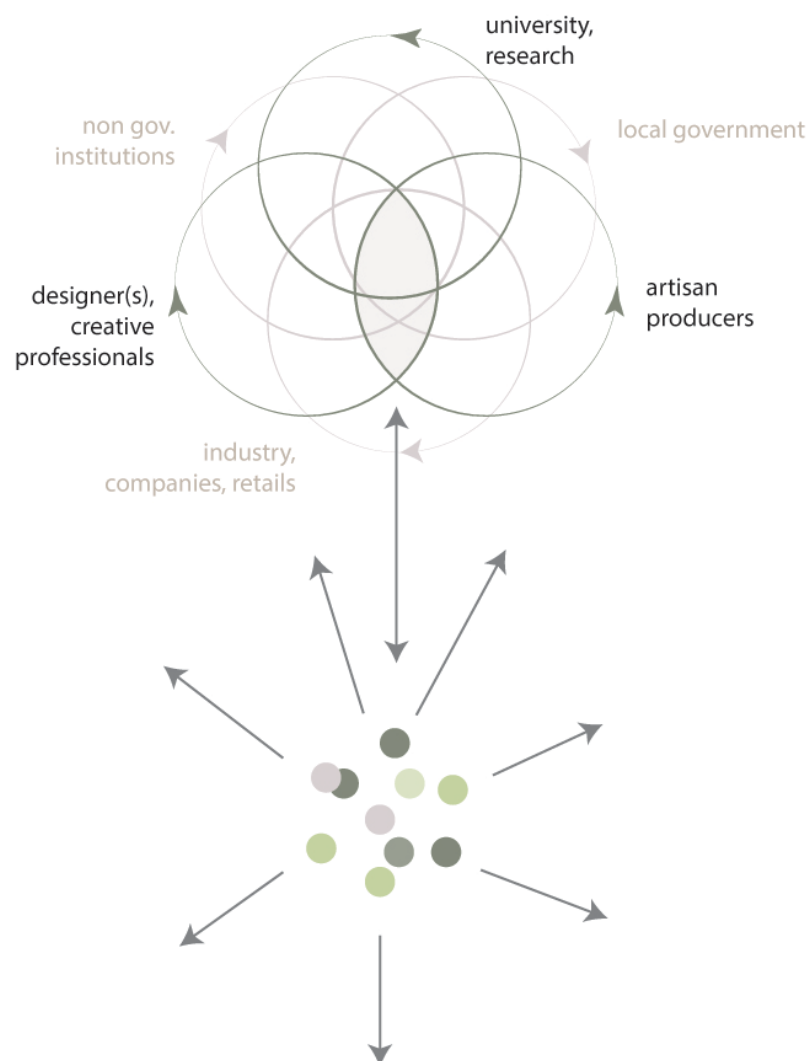 university,
research
non gov.
institutions
local government
designer(s),
creative
professionals
artisan
producers
industry,
companies, retails